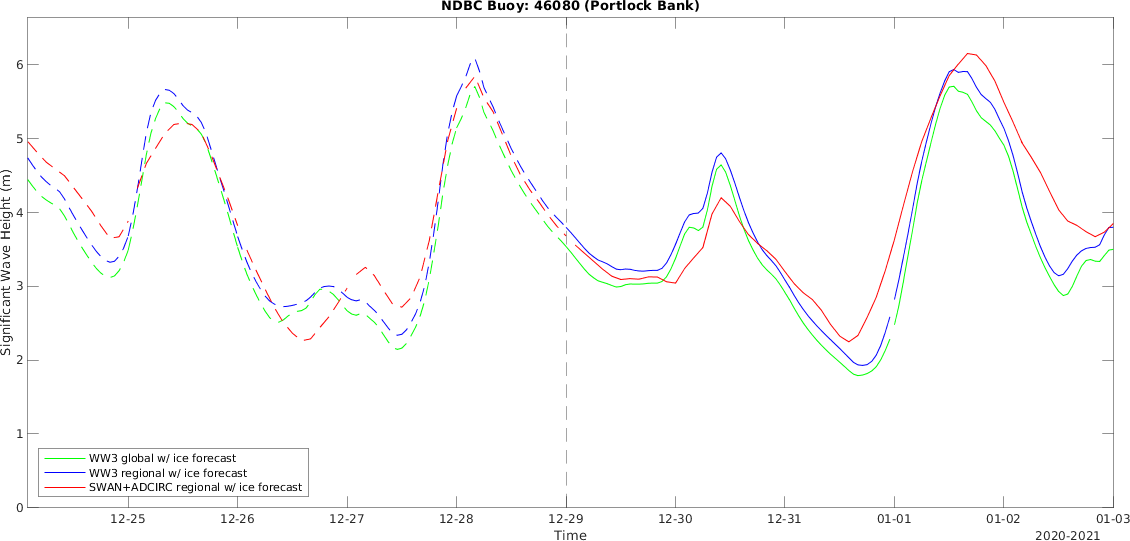 NDBC Buoy: 46080 (Portlock Bank)
Significant Wave Height (m)
6
5
4
3
2
1
0
WW3 global w/ ice forecast
WW3 regional w/ ice forecast
SWAN+ADCIRC regional w/ ice forecast
12-25 12-26 12-27 12-28 12-29 12-30 12-31 01-01 01-02 01-03
Time
2020-2021